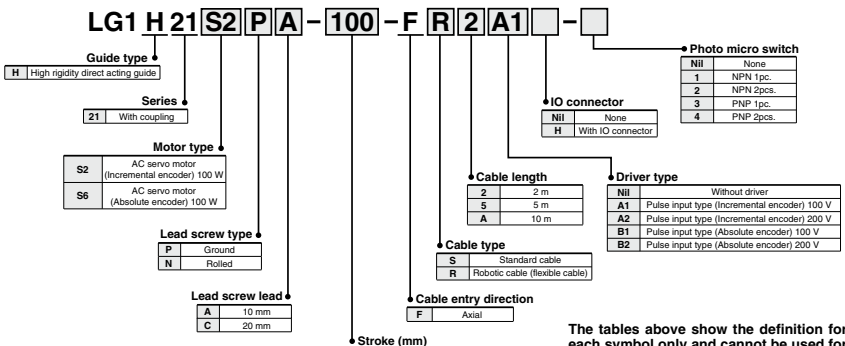 LG1 H 21 S2 P A – 100 – F R 2 A1 –
Guide type
H High rigidity direct acting guide
Series
21 With coupling
Motor type
S2 AC servo motor
(Incremental encoder) 100 W
S6 AC servo motor
(Absolute encoder) 100 W
Lead screw type
P Ground
N Rolled
Lead screw lead
A 10 mm
C 20 mm
Stroke (mm)
Cable entry direction
F Axial
Cable type
S Standard cable
R Robotic cable (flexible cable)
Cable length
2 2 m
5 5 m
A 10 m
IO connector
Nil None
H With IO connector
Driver type
Nil Without driver
A1 Pulse input type (Incremental encoder) 100 V
A2 Pulse input type (Incremental encoder) 200 V
B1 Pulse input type (Absolute encoder) 100 V
B2 Pulse input type (Absolute encoder) 200 V
Photo micro switch
Nil None
1 NPN 1pc.
2 NPN 2pcs.
3 PNP 1pc.
4 PNP 2pcs.
The tables above show the definition for
each symbol only and cannot be used for